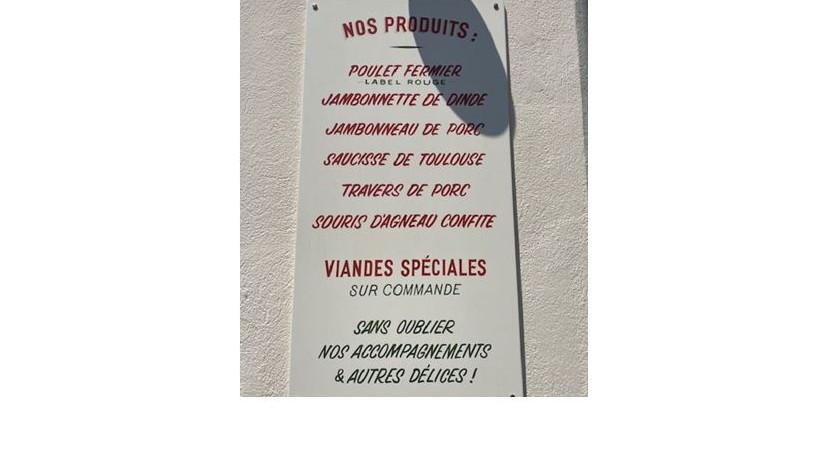 NOS PRODUITS :
POULET FERMIER
LABEL ROUGE
JAMBONNETTE DE DINDE
JAMBONNEAU DE PORC
SAUCISSE DE TOULOUSE
TRAVERS DE PORC
SOURIS D'AGNEAU CONFITE
VIANDES SPÉCIALES
SUR COMMANDE
SANS OUBLIER
NOS ACCOMPAGNEMENTS
& AUTRES DÉLICES !